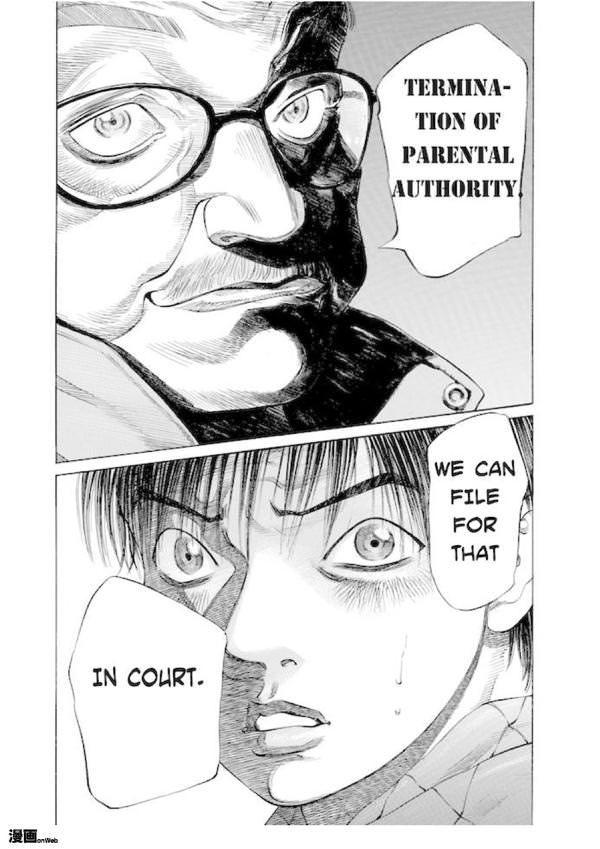 TERMINA-
TION OF
PARENTAL
AUTHORITY.
WE CAN
FILE
FOR
THAT
IN COURT.
漫画onWeb